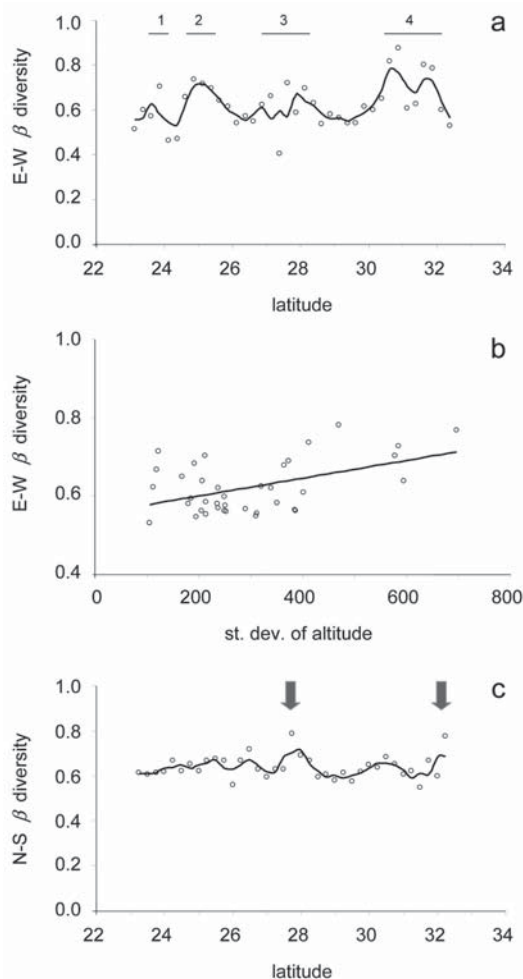 1 2 3 4
a
1.0
0.8
0.6
0.4
0.2
0.0
E-W β diversity
22 24 26 28 30 32 34
latitude
b
1.0
0.8
0.6
0.4
E-W β diversity
0 200 400 600 800
st. dev. of altitude
c
1.0
0.8
0.6
0.4
0.2
0.0
N-S β diversity
22 24 26 28 30 32 34
latitude